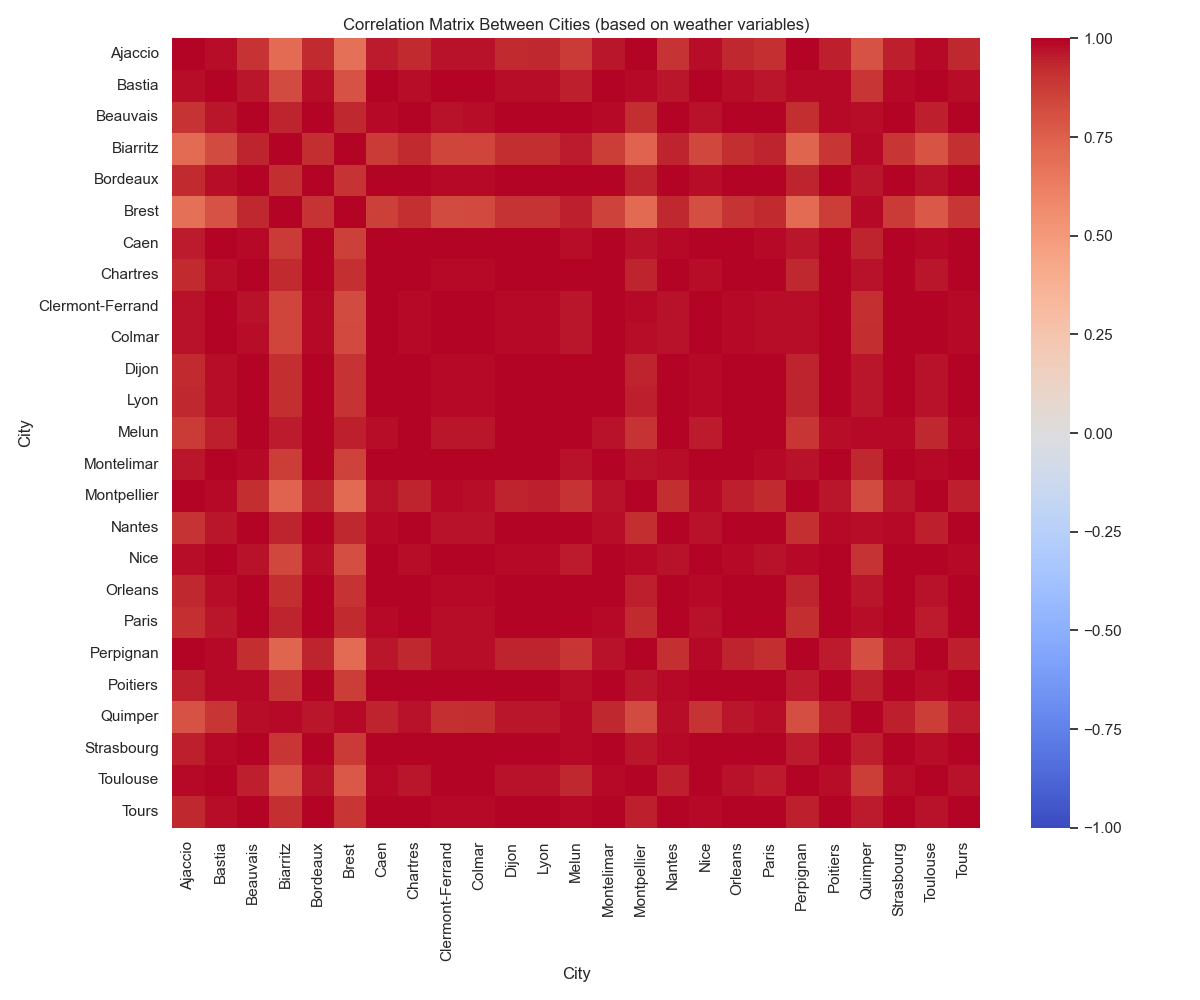 Correlation Matrix Between Cities (based on weather variables)
City
Ajaccio
Bastia
Beauvais
Biarritz
Bordeaux
Brest
Caen
Chartres
Clermont-Ferrand
Colmar
Dijon
Lyon
Melun
Montelimar
Montpellier
Nantes
Nice
Orleans
Paris
Perpignan
Poitiers
Quimper
Strasbourg
Toulouse
Tours
Ajaccio
Bastia
Beauvais
Biarritz
Bordeaux
Brest
Caen
Chartres
Clermont-Ferrand
Colmar
Dijon
Lyon
Melun
Montelimar
Montpellier
Nantes
Nice
Orleans
Paris
Perpignan
Poitiers
Quimper
Strasbourg
Toulouse
Tours
City
1.00
0.75
0.50
0.25
0.00
−0.25
−0.50
−0.75
−1.00